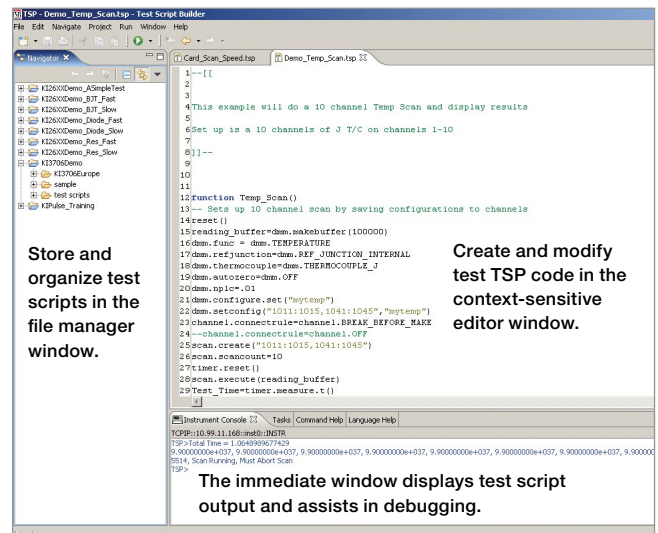 TSP - Demo_Temp_Scan.tsp - Test Script Builder
File Edit Navigate Project Run Window Help
Navigator
KI26XXDemo_ASimpleTest
KI26XXDemo_BJT_Fast
KI26XXDemo_BJT_Slow
KI26XXDemo_Diode_Fast
KI26XXDemo_Diode_Slow
KI26XXDemo_Res_Fast
KI26XXDemo_Res_Slow
KI3706Demo
KI3706Europe
sample
test scripts
KIPulse_Training
Store and
organize test
scripts in the
file manager
window.
Card_Scan_Speed.tsp Demo_Temp_Scan.tsp
1 --[[
2
3
4 This example will do a 10 channel Temp Scan and display results
5
6 Set up is a 10 channels of J T/C on channels 1-10
7
8 ]]--
9
10
11
12 function Temp_Scan()
13 -- Sets up 10 channel scan by saving configurations to channels
14 reset()
15 reading_buffer=dmm.makebuffer(100000)
16 dmm.func = dmm.TEMPERATURE
17 dmm.refjunction=dmm.REF_JUNCTION_INTERNAL
18 dmm.thermocouple=dmm.THERMOCOUPLE_J
19 dmm.autozero=dmm.OFF
20 dmm.nplc=.01
21 dmm.configure.set("mytemp")
22 dmm.setconfig("1011:1015,1041:1045","mytemp")
23 channel.connectrule=channel.BREAK_BEFORE_MAKE
24 --channel.connectrule=channel.OFF
25 scan.create("1011:1015,1041:1045")
26 scan.scancount=10
27 timer.reset()
28 scan.execute(reading_buffer)
29 Test_Time=timer.measure.t()
Create and modify
test TSP code in the
context-sensitive
editor window.
Instrument Console Tasks Command Help Language Help
TCPIP::10.99.11.168::inst0::INSTR
TSP>Total Time = 1.0648989677429
9.90000000e+037, 9.90000000e+037, 9.90000000e+037, 9.90000000e+037, 9.90000000e+037, 9.90000000e+037, 9.90000000e+037, 9.90000
5514, Scan Running, Must Abort Scan
TSP>
The immediate window displays test script
output and assists in debugging.